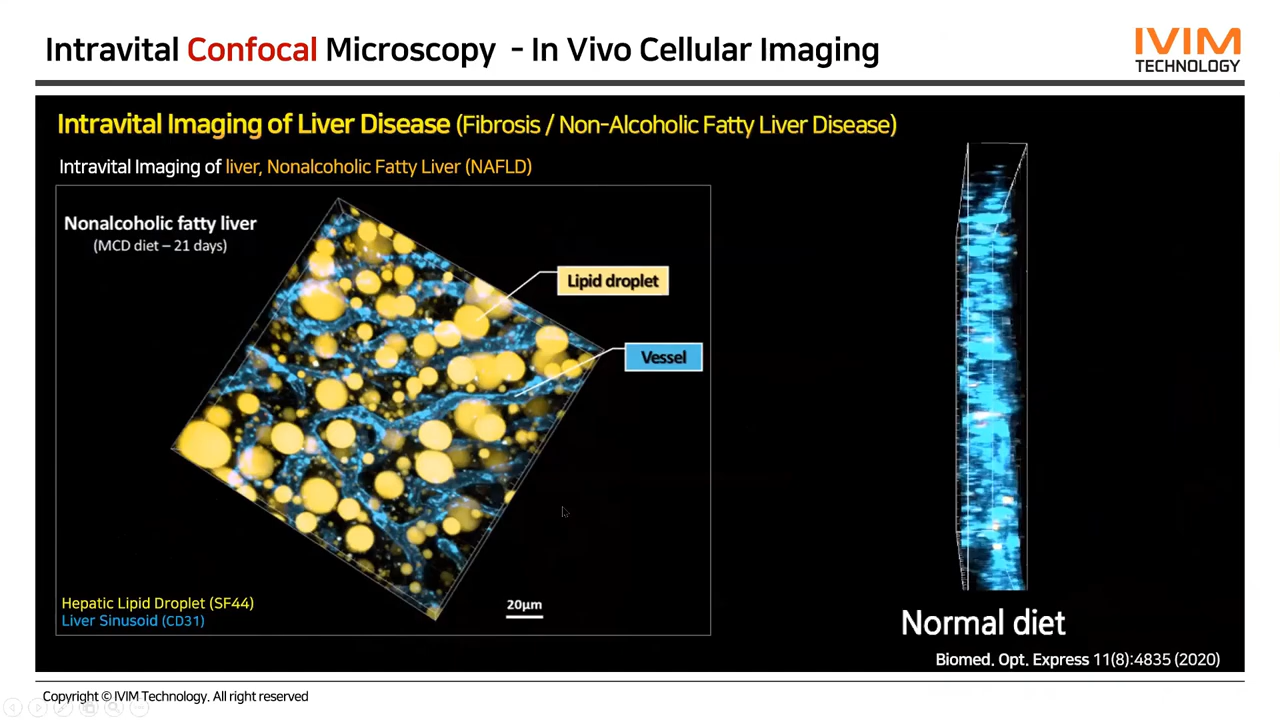 Intravital Confocal Microscopy - In Vivo Cellular Imaging
IVIM
TECHNOLOGY
Intravital Imaging of Liver Disease (Fibrosis / Non-Alcoholic Fatty Liver Disease)
Intravital Imaging of liver, Nonalcoholic Fatty Liver (NAFLD)
Nonalcoholic fatty liver
(MCD diet – 21 days)
Lipid droplet
Vessel
Hepatic Lipid Droplet (SF44)
Liver Sinusoid (CD31)
20µm
Normal diet
Biomed. Opt. Express 11(8):4835 (2020)
Copyright © IVIM Technology. All right reserved